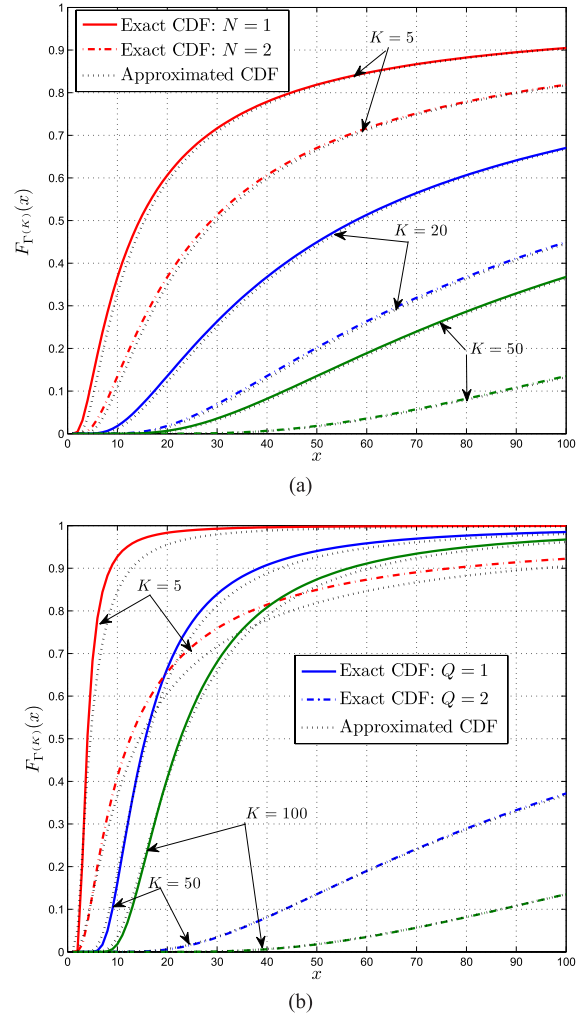 Exact CDF: N = 1
Exact CDF: N = 2
Approximated CDF
K = 5
K = 20
K = 50
1
0.9
0.8
0.7
0.6
0.5
0.4
0.3
0.2
0.1
0
F_Γ^(K)(x)
0 10 20 30 40 50 60 70 80 90 100
x
(a)
1
0.9
0.8
0.7
0.6
0.5
0.4
0.3
0.2
0.1
0
F_Γ^(K)(x)
K = 5
Exact CDF: Q = 1
Exact CDF: Q = 2
Approximated CDF
K = 100
K = 50
0 10 20 30 40 50 60 70 80 90 100
x
(b)